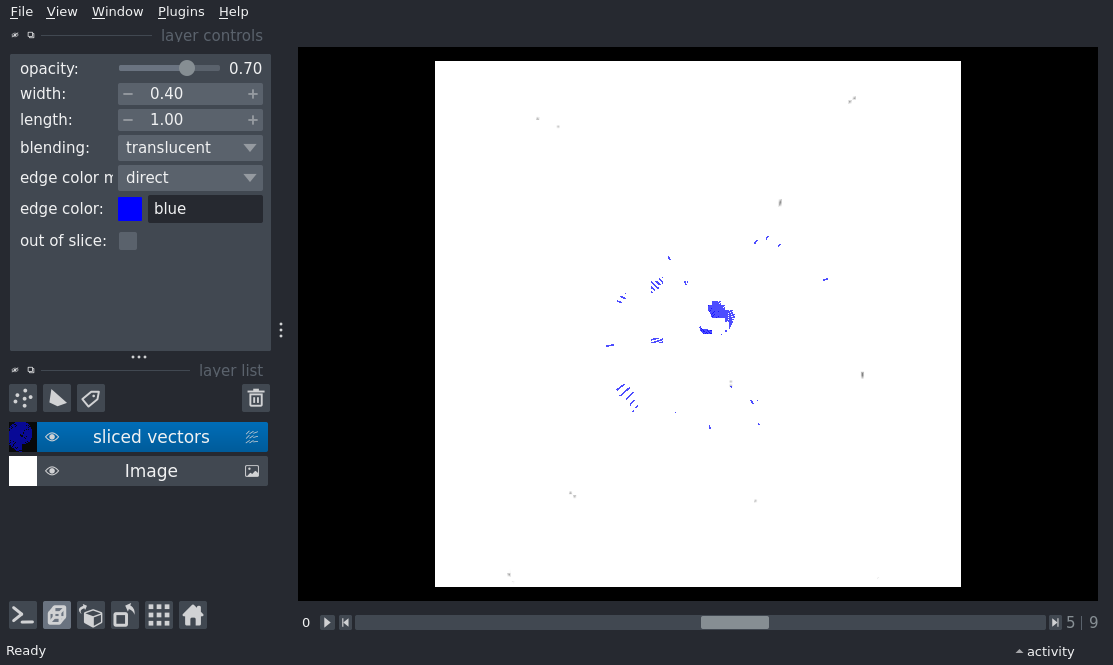 File View Window Plugins Help
layer controls
opacity: 0.70
width: − 0.40 +
length: − 1.00 +
blending: translucent
edge color m direct
edge color: blue
out of slice:
layer list
sliced vectors
Image
0 5 | 9
Ready activity